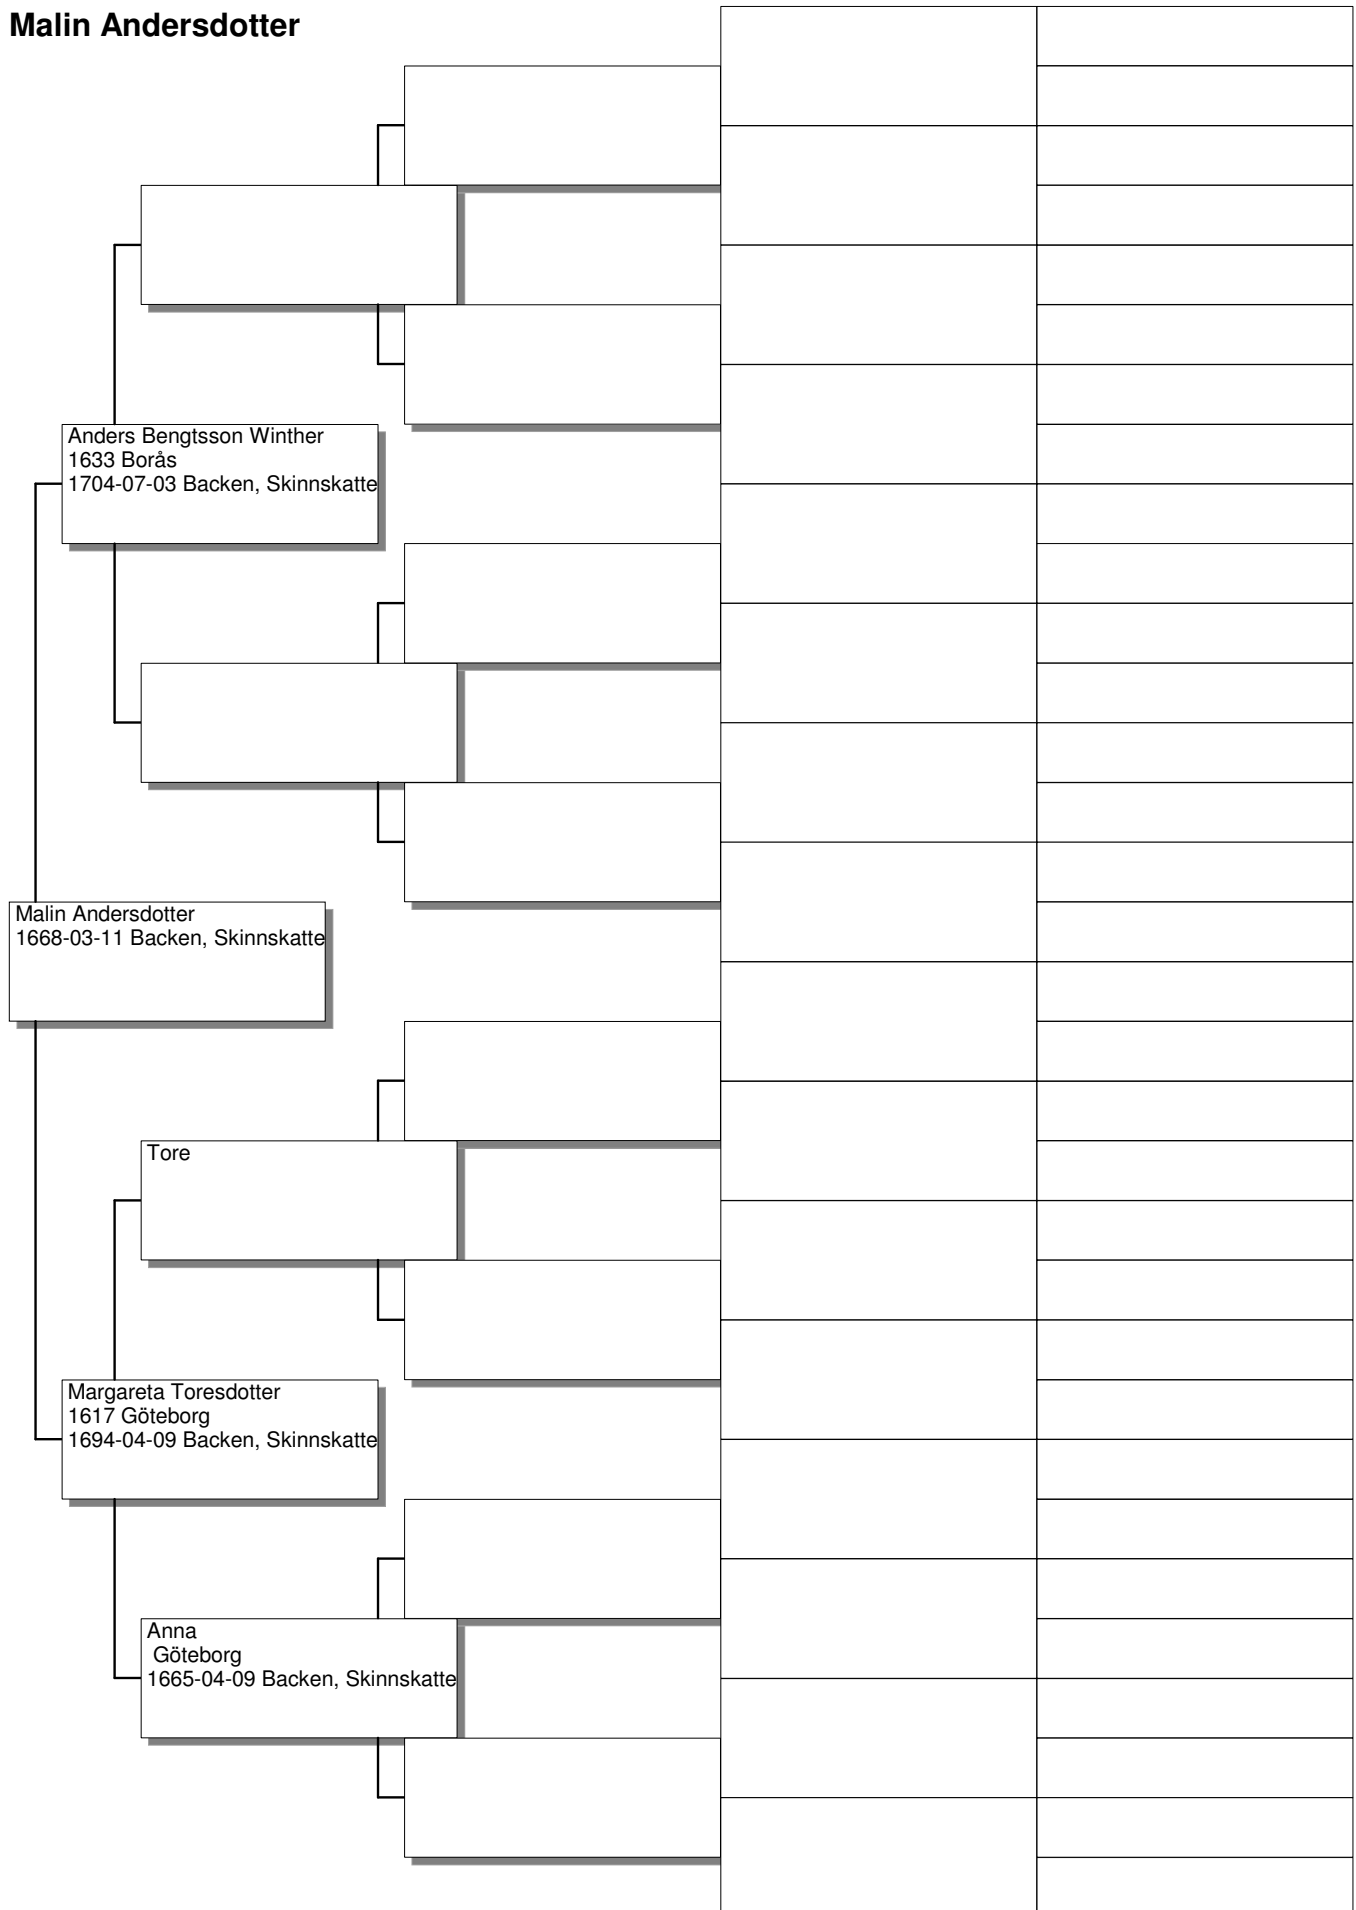 Malin Andersdotter
Anders Bengtsson Winther
1633 Borås
1704-07-03 Backen, Skinnskatte
Malin Andersdotter
1668-03-11 Backen, Skinnskatte
Tore
Margareta Toresdotter
1617 Göteborg
1694-04-09 Backen, Skinnskatte
Anna
Göteborg
1665-04-09 Backen, Skinnskatte